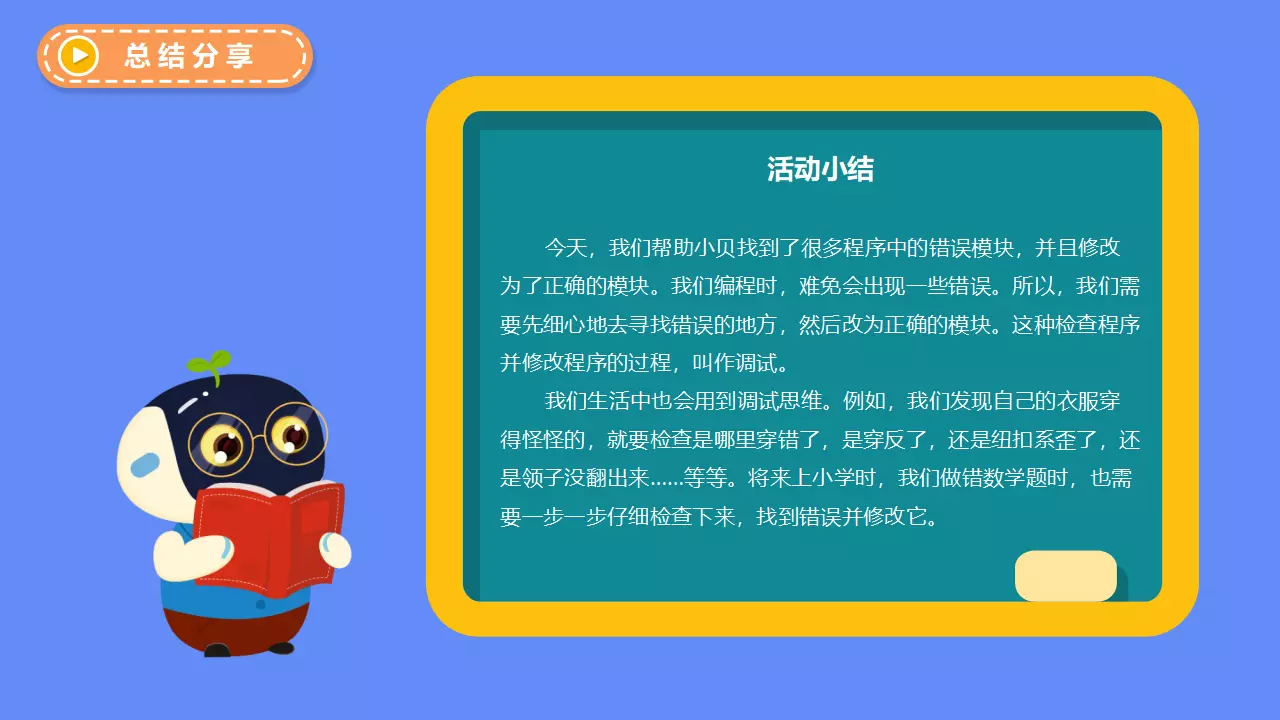 总结分享
活动小结
今天，我们帮助小贝找到了很多程序中的错误模块，并且修改
为了正确的模块。我们编程时，难免会出现一些错误。所以，我们需
要先细心地去寻找错误的地方，然后改为正确的模块。这种检查程序
并修改程序的过程，叫作调试。
我们生活中也会用到调试思维。例如，我们发现自己的衣服穿
得怪怪的，就要检查是哪里穿错了，是穿反了，还是纽扣系歪了，还
是领子没翻出来......等等。将来上小学时，我们做错数学题时，也需
要一步一步仔细检查下来，找到错误并修改它。